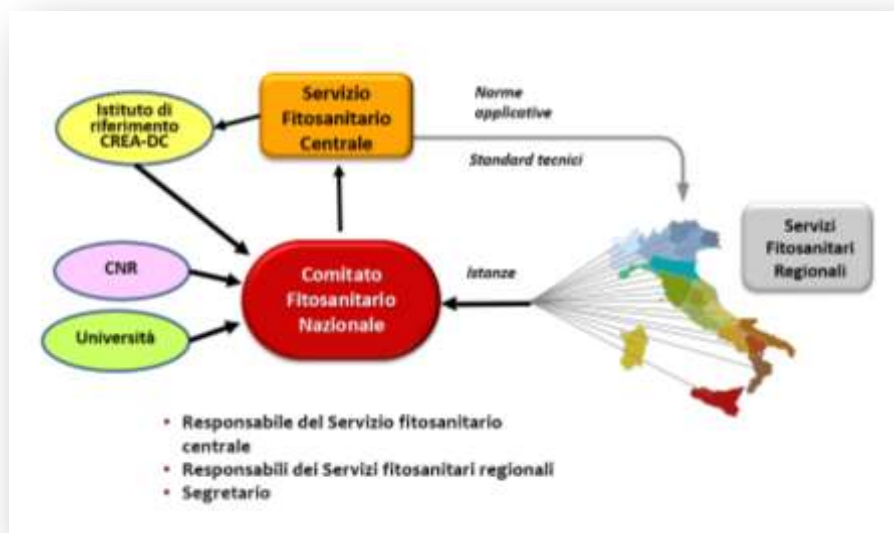 Servizio
Fitosanitario
Centrale
Istituto di
riferimento
CREA-DC
Norme
applicative
Standard tecnici
Servizi
Fitosanitari
Regionali
CNR
Comitato
Fitosanitario
Nazionale
Istanze
Università
• Responsabile del Servizio fitosanitario
centrale
• Responsabili dei Servizi fitosanitari regionali
• Segretario